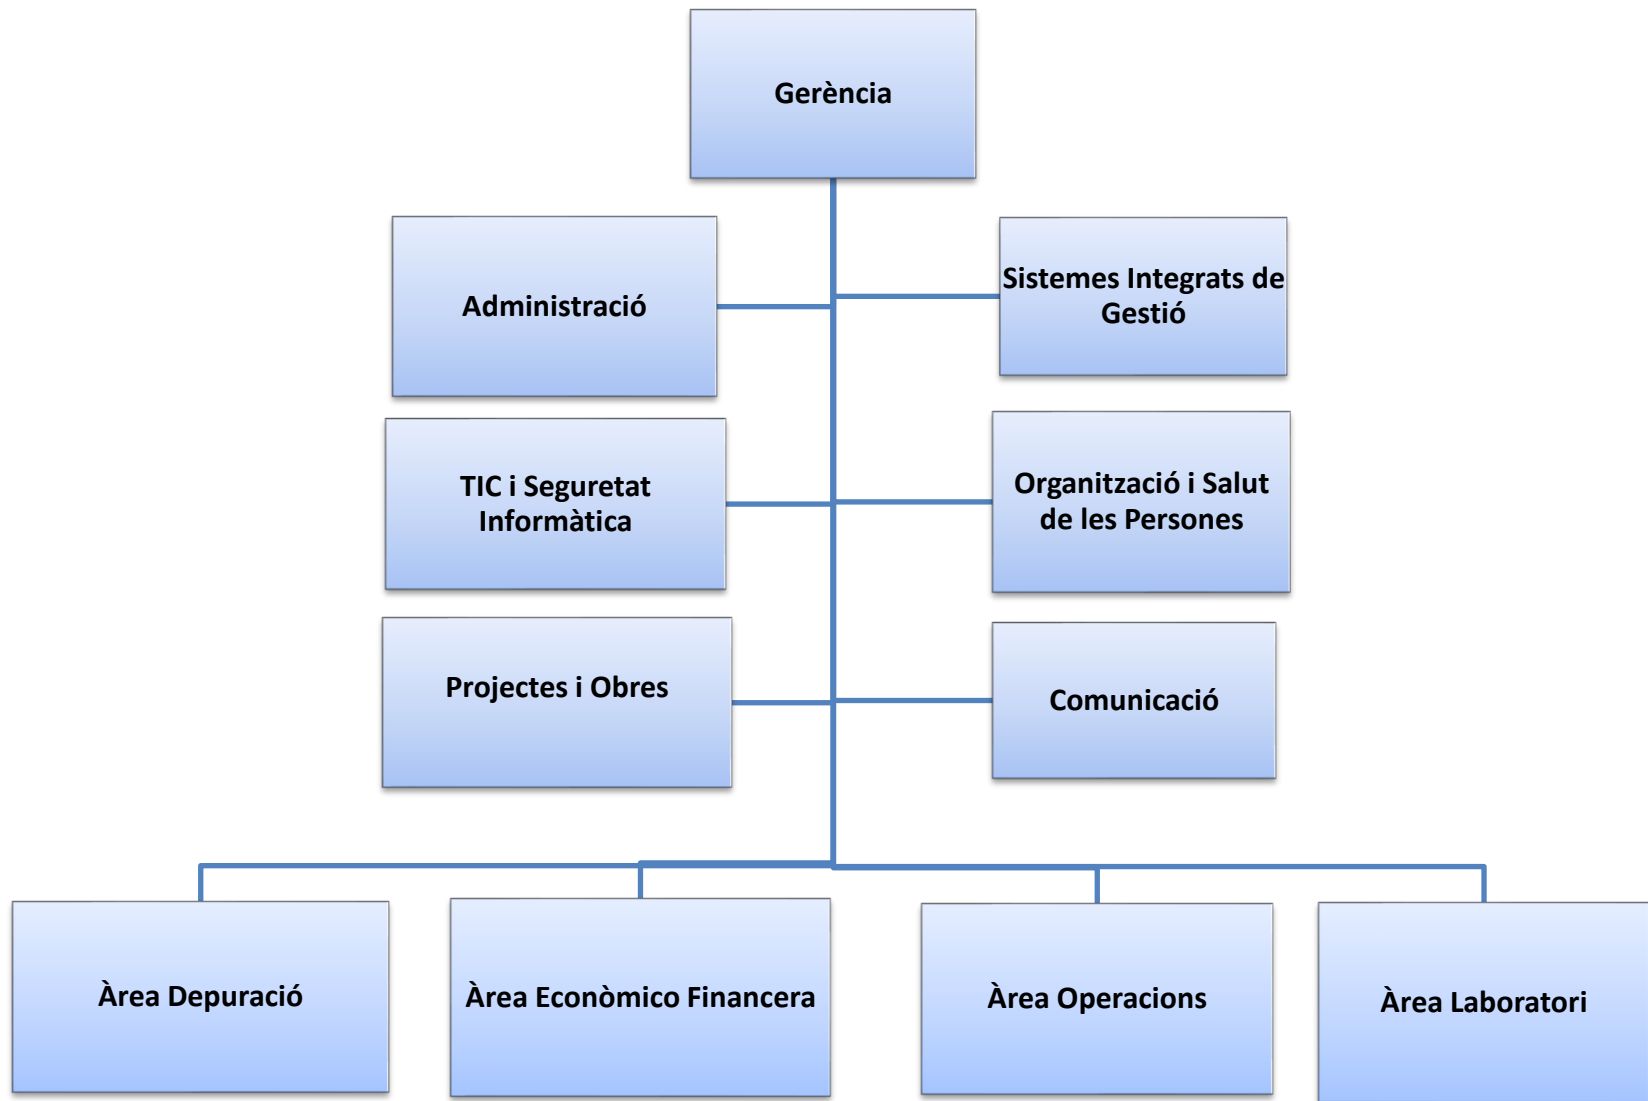 Gerència
Administració
Sistemes Integrats de
Gestió
TIC i Seguretat
Informàtica
Organització i Salut
de les Persones
Projectes i Obres
Comunicació
Àrea Depuració
Àrea Econòmico Financera
Àrea Operacions
Àrea Laboratori